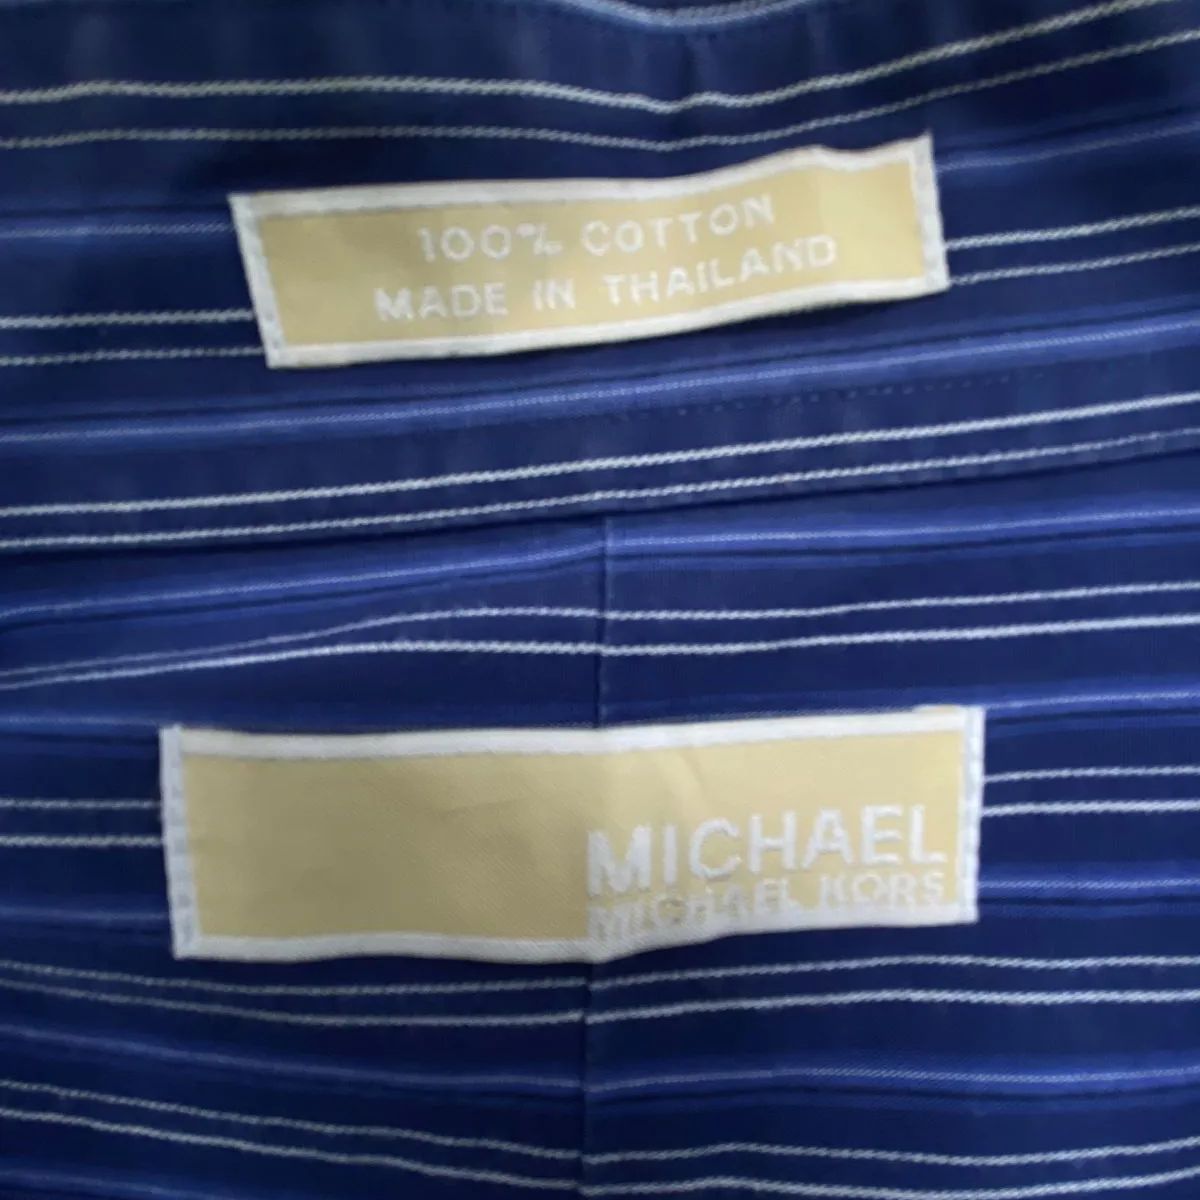 100% COTTON
MADE IN THAILAND
MICHAEL
MICHAEL KORS